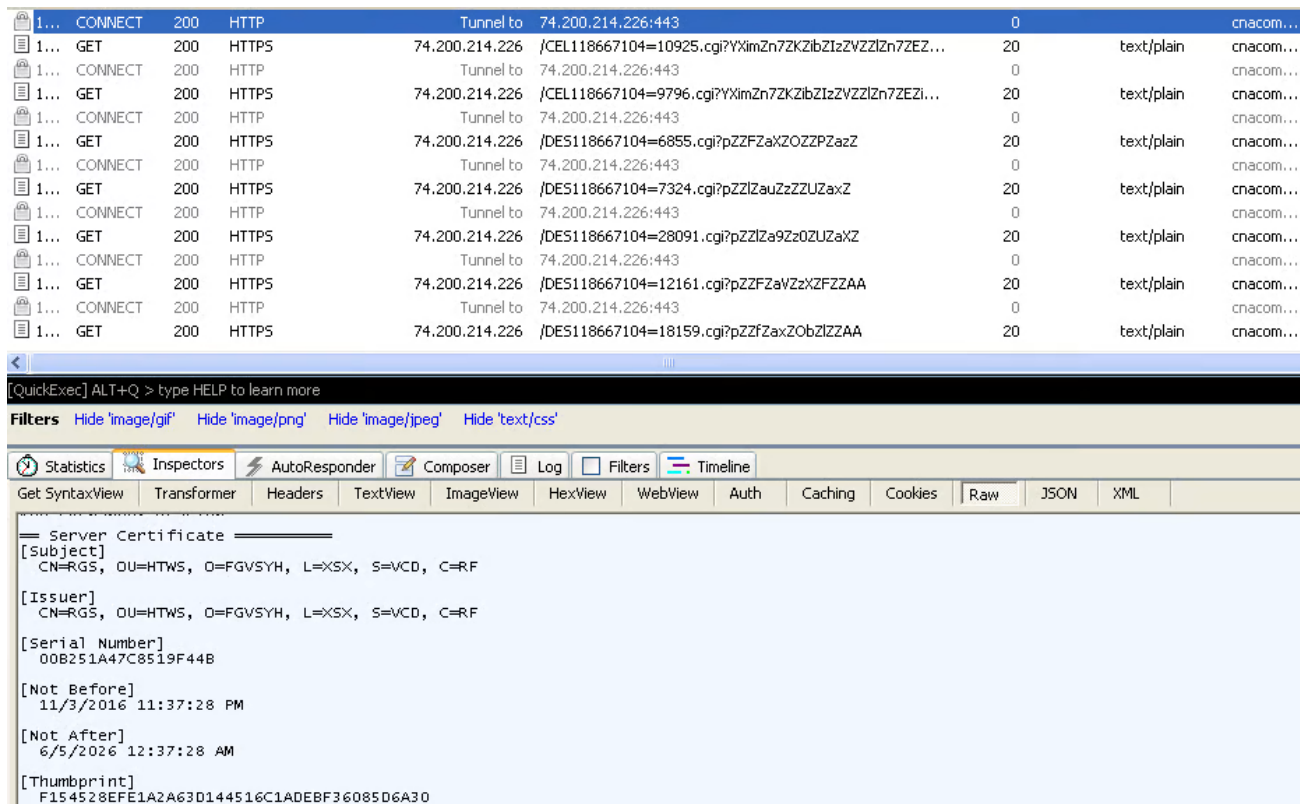 1... CONNECT 200 HTTP Tunnel to 74.200.214.226:443 0 cnacom...
1... GET 200 HTTPS 74.200.214.226 /CEL118667104=10925.cgi?YXimZn7ZKZibZIzZVZZlZn7ZEZ... 20 text/plain cnacom...
1... CONNECT 200 HTTP Tunnel to 74.200.214.226:443 0 cnacom...
1... GET 200 HTTPS 74.200.214.226 /CEL118667104=9796.cgi?YXimZn7ZKZibZIzZVZZlZn7ZEZi... 20 text/plain cnacom...
1... CONNECT 200 HTTP Tunnel to 74.200.214.226:443 0 cnacom...
1... GET 200 HTTPS 74.200.214.226 /DES118667104=6855.cgi?pZZFZaXZOZZPZazZ 20 text/plain cnacom...
1... CONNECT 200 HTTP Tunnel to 74.200.214.226:443 0 cnacom...
1... GET 200 HTTPS 74.200.214.226 /DES118667104=7324.cgi?pZZlZauZzZZUZaxZ 20 text/plain cnacom...
1... CONNECT 200 HTTP Tunnel to 74.200.214.226:443 0 cnacom...
1... GET 200 HTTPS 74.200.214.226 /DES118667104=28091.cgi?pZZlZa9Zz0ZUZaXZ 20 text/plain cnacom...
1... CONNECT 200 HTTP Tunnel to 74.200.214.226:443 0 cnacom...
1... GET 200 HTTPS 74.200.214.226 /DES118667104=12161.cgi?pZZFZaVZzXZFZZAA 20 text/plain cnacom...
1... CONNECT 200 HTTP Tunnel to 74.200.214.226:443 0 cnacom...
1... GET 200 HTTPS 74.200.214.226 /DES118667104=18159.cgi?pZZfZaxZObZlZZAA 20 text/plain cnacom...
[QuickExec] ALT+Q > type HELP to learn more
Filters Hide 'image/gif' Hide 'image/png' Hide 'image/jpeg' Hide 'text/css'
Statistics Inspectors AutoResponder Composer Log Filters Timeline
Get SyntaxView Transformer Headers TextView ImageView HexView WebView Auth Caching Cookies Raw JSON XML
== Server Certificate ==========
[Subject]
CN=RGS, OU=HTWS, O=FGVSYH, L=XSX, S=VCD, C=RF
[Issuer]
CN=RGS, OU=HTWS, O=FGVSYH, L=XSX, S=VCD, C=RF
[Serial Number]
00B251A47C8519F44B
[Not Before]
11/3/2016 11:37:28 PM
[Not After]
6/5/2026 12:37:28 AM
[Thumbprint]
F154528EFE1A2A63D144516C1ADEBF36085D6A30